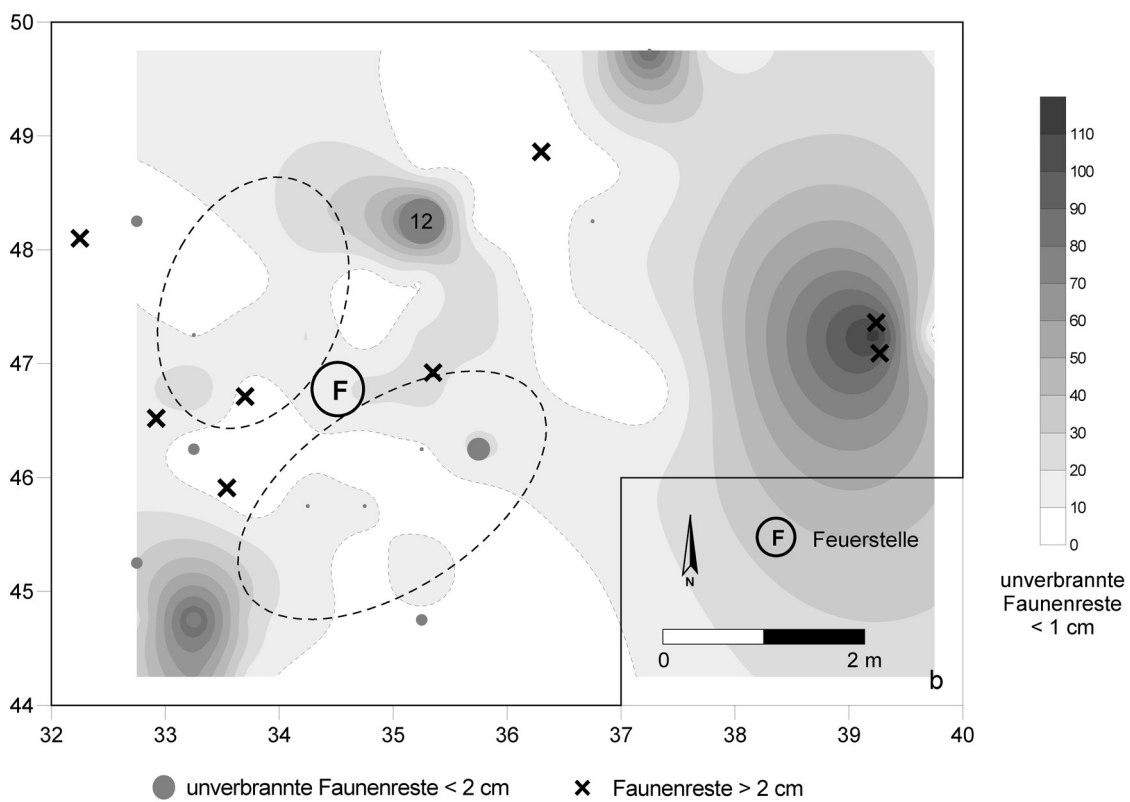 50
49
48
47
46
45
44
32
33
34
35
36
37
38
39
40
12
F
F Feuerstelle
N
0 2 m
b
110
100
90
80
70
60
50
40
30
20
10
0
unverbrannte
Faunenreste
< 1 cm
unverbrannte Faunenreste < 2 cm
Faunenreste > 2 cm